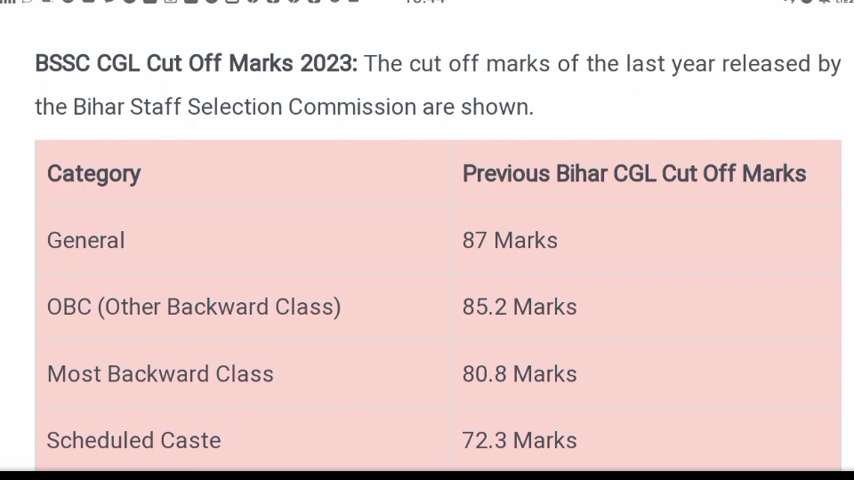 BSSC CGL Cut Off Marks 2023: The cut off marks of the last year released by
the Bihar Staff Selection Commission are shown.
Category Previous Bihar CGL Cut Off Marks
General 87 Marks
OBC (Other Backward Class) 85.2 Marks
Most Backward Class 80.8 Marks
Scheduled Caste 72.3 Marks